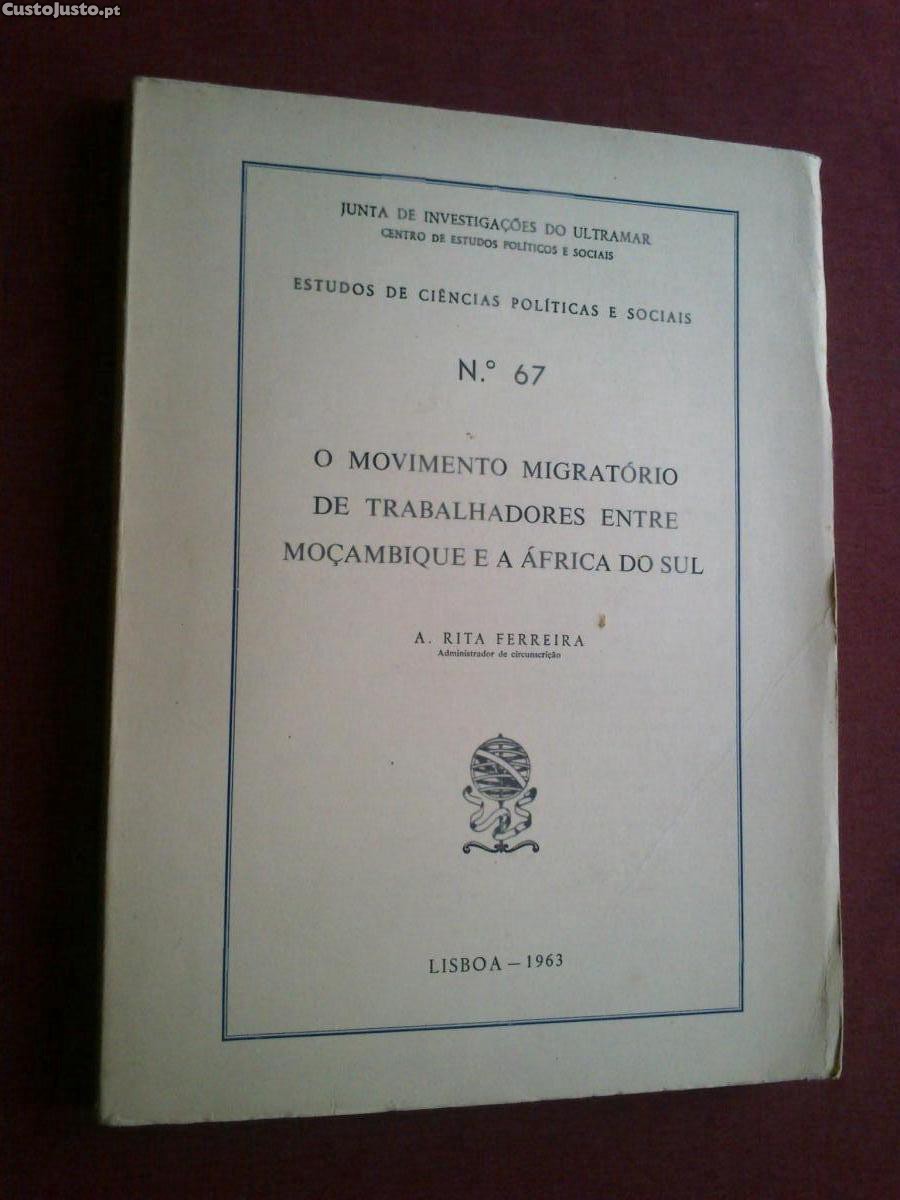 CustoJusto.pt
JUNTA DE INVESTIGAÇÕES DO ULTRAMAR
CENTRO DE ESTUDOS POLÍTICOS E SOCIAIS
ESTUDOS DE CIÊNCIAS POLÍTICAS E SOCIAIS
N.º 67
O MOVIMENTO MIGRATÓRIO
DE TRABALHADORES ENTRE
MOÇAMBIQUE E A ÁFRICA DO SUL
A. RITA FERREIRA
Administrador de circunscrição
LISBOA — 1963